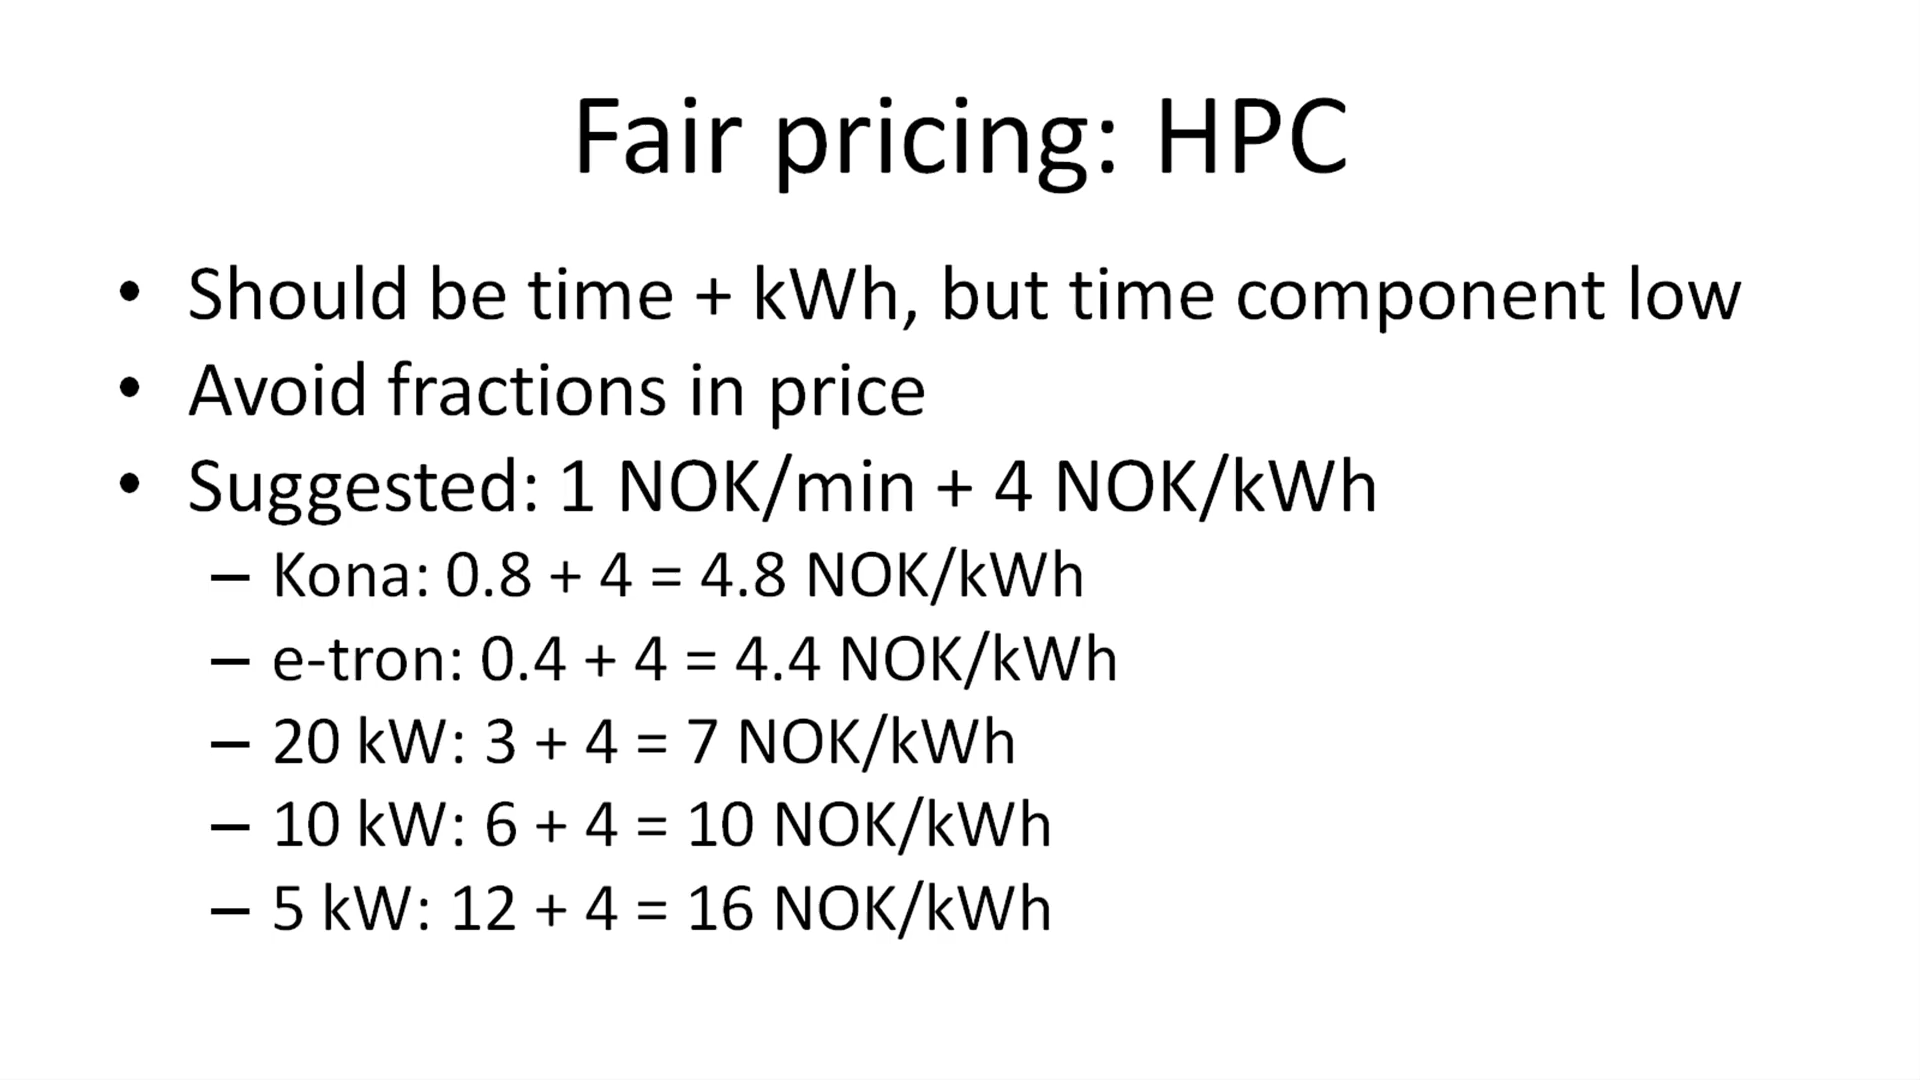 Fair pricing: HPC
• Should be time + kWh, but time component low
• Avoid fractions in price
• Suggested: 1 NOK/min + 4 NOK/kWh
– Kona: 0.8 + 4 = 4.8 NOK/kWh
– e-tron: 0.4 + 4 = 4.4 NOK/kWh
– 20 kW: 3 + 4 = 7 NOK/kWh
– 10 kW: 6 + 4 = 10 NOK/kWh
– 5 kW: 12 + 4 = 16 NOK/kWh